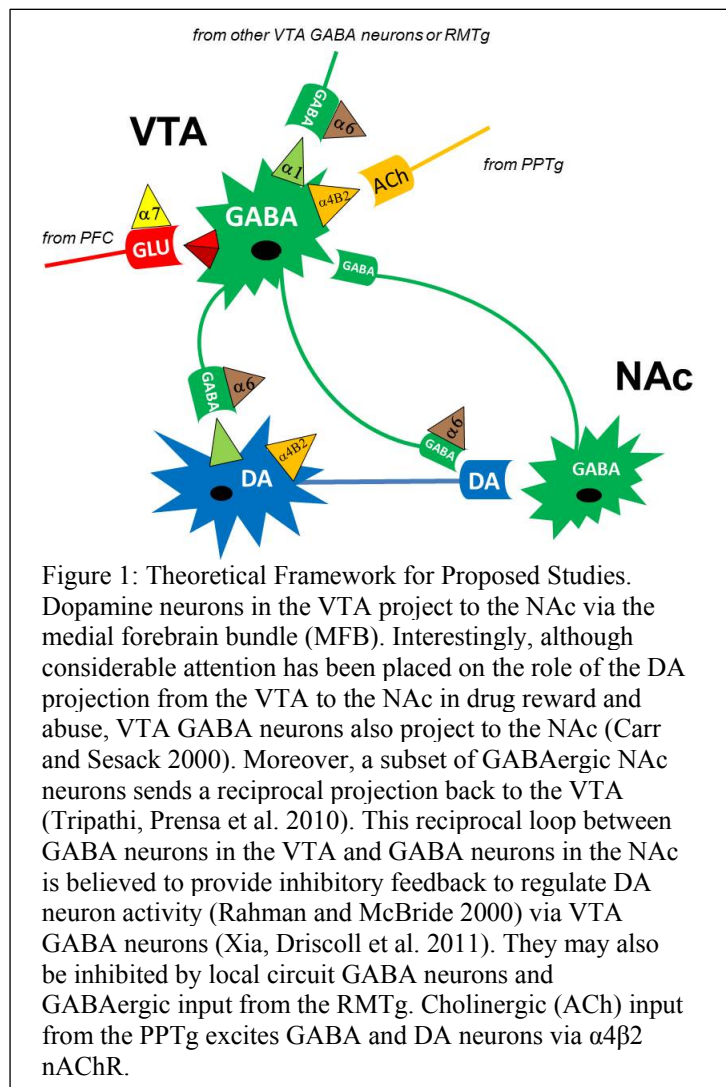 from other VTA GABA neurons or RMTg
VTA
GABA
α6
α1
α4B2
ACh
from PPTg
GABA
α7
from PFC
GLU
GABA
NAc
GABA
α6
α6
GABA
α4B2
DA
DA
GABA
Figure 1: Theoretical Framework for Proposed Studies.
Dopamine neurons in the VTA project to the NAc via the
medial forebrain bundle (MFB). Interestingly, although
considerable attention has been placed on the role of the DA
projection from the VTA to the NAc in drug reward and
abuse, VTA GABA neurons also project to the NAc (Carr
and Sesack 2000). Moreover, a subset of GABAergic NAc
neurons sends a reciprocal projection back to the VTA
(Tripathi, Prensa et al. 2010). This reciprocal loop between
GABA neurons in the VTA and GABA neurons in the NAc
is believed to provide inhibitory feedback to regulate DA
neuron activity (Rahman and McBride 2000) via VTA
GABA neurons (Xia, Driscoll et al. 2011). They may also
be inhibited by local circuit GABA neurons and
GABAergic input from the RMTg. Cholinergic (ACh) input
from the PPTg excites GABA and DA neurons via α4β2
nAChR.